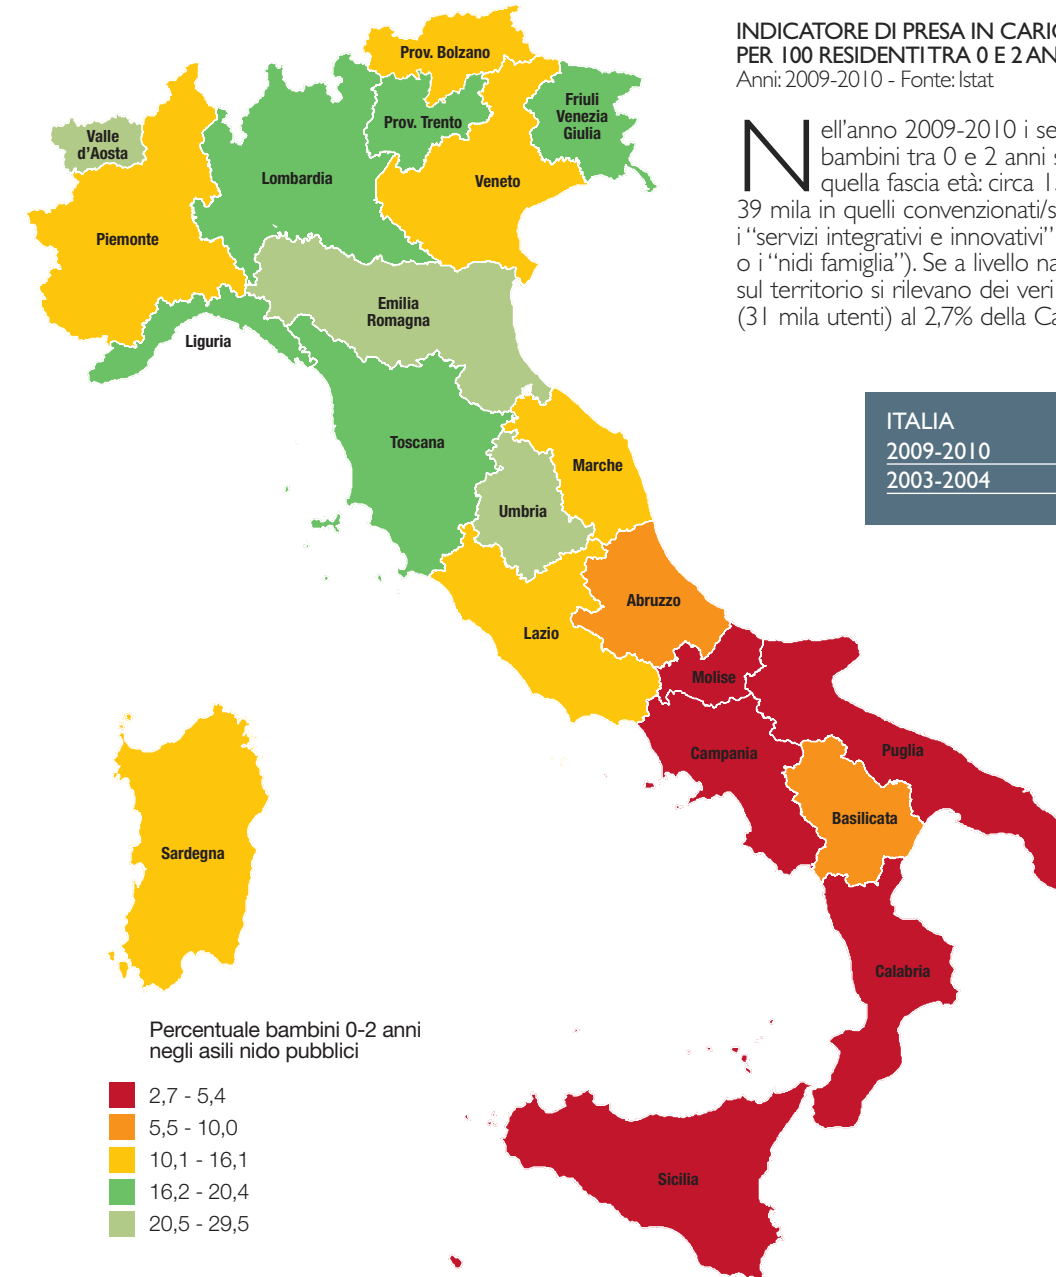 INDICATORE DI PRESA IN CARI
PER 100 RESIDENTI TRA 0 E 2 AN
Anni: 2009-2010 - Fonte: Istat
Nell'anno 2009-2010 i se
bambini tra 0 e 2 anni s
quella fascia età: circa 1
39 mila in quelli convenzionati/s
i “servizi integrativi e innovativi”
o i “nidi famiglia”). Se a livello na
sul territorio si rilevano dei veri
(31 mila utenti) al 2,7% della Ca
ITALIA
2009-2010
2003-2004
Prov. Bolzano
Prov. Trento
Friuli
Venezia
Giulia
Valle
d'Aosta
Lombardia
Veneto
Piemonte
Emilia
Romagna
Liguria
Toscana
Marche
Umbria
Abruzzo
Lazio
Molise
Campania
Puglia
Basilicata
Sardegna
Calabria
Sicilia
Percentuale bambini 0-2 anni
negli asili nido pubblici
2,7 - 5,4
5,5 - 10,0
10,1 - 16,1
16,2 - 20,4
20,5 - 29,5